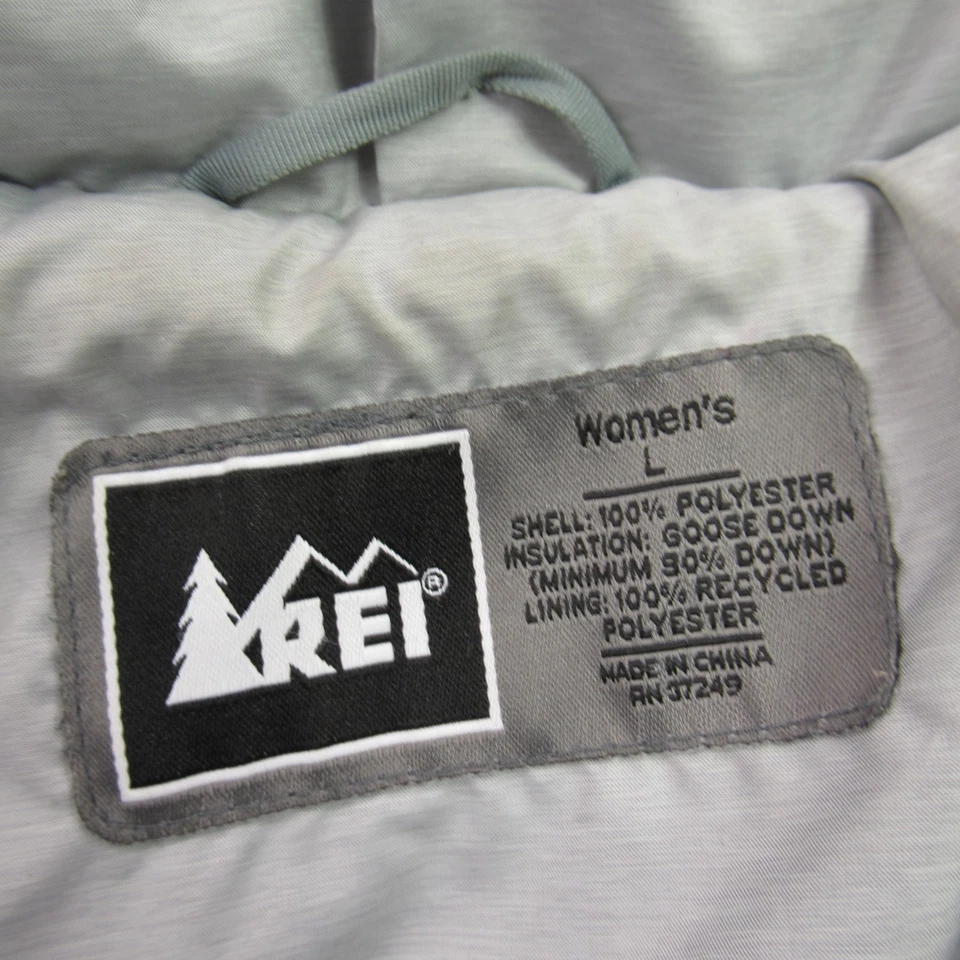 REI®
Women's
L
SHELL: 100% POLYESTER
INSULATION: GOOSE DOWN
(MINIMUM 90% DOWN)
LINING: 100% RECYCLED
POLYESTER
MADE IN CHINA
RN 37249